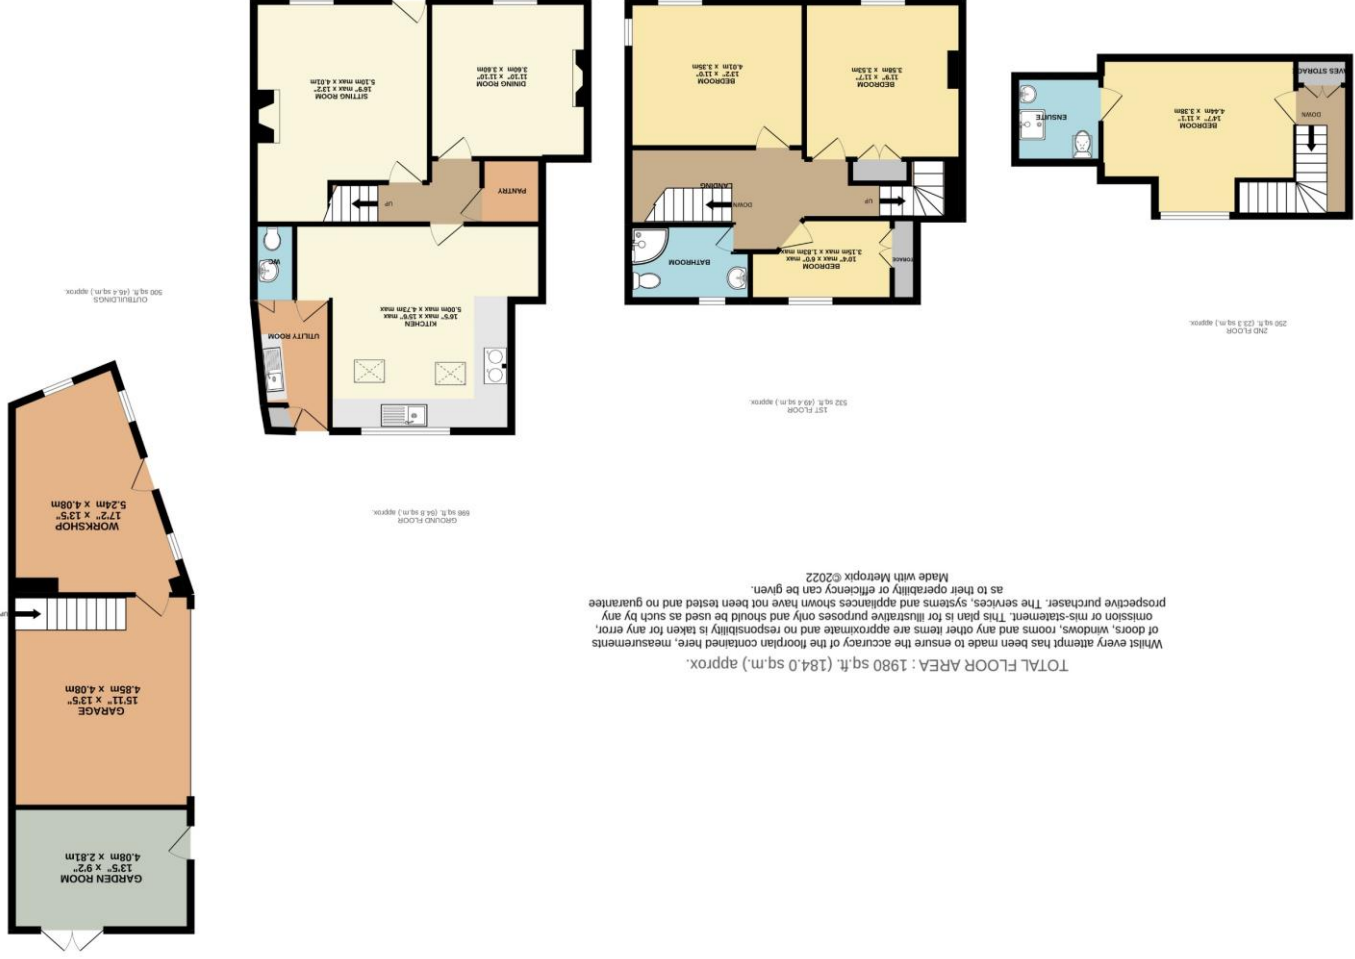 OUTBUILDINGS
500 sq.ft. (46.4 sq.m.) approx.
GARDEN ROOM
13'5" x 9'2"
4.08m x 2.81m
GARAGE
15'11" x 13'5"
4.85m x 4.08m
UP
WORKSHOP
17'2" x 13'5"
5.24m x 4.08m
GROUND FLOOR
698 sq.ft. (64.8 sq.m.) approx.
UTILITY ROOM
KITCHEN
16'5" max x 15'6" max
5.00m max x 4.73m max
WC
UP
PANTRY
SITTING ROOM
16'9" max x 13'2"
5.10m max x 4.01m
DINING ROOM
11'10" x 11'10"
3.60m x 3.60m
1ST FLOOR
532 sq.ft. (49.4 sq.m.) approx.
BATHROOM
BEDROOM
10'4" max x 6'0" max
3.15m max x 1.83m max
STORAGE
LANDING
DOWN
UP
BEDROOM
13'2" x 11'0"
4.01m x 3.35m
BEDROOM
11'9" x 11'7"
3.58m x 3.53m
2ND FLOOR
250 sq.ft. (23.3 sq.m.) approx.
BEDROOM
14'7" x 11'1"
4.44m x 3.38m
ENSUITE
DOWN
EAVES STORAGE
TOTAL FLOOR AREA : 1980 sq.ft. (184.0 sq.m.) approx.
Whilst every attempt has been made to ensure the accuracy of the floorplan contained here, measurements
of doors, windows, rooms and any other items are approximate and no responsibility is taken for any error,
omission or mis-statement. This plan is for illustrative purposes only and should be used as such by any
prospective purchaser. The services, systems and appliances shown have not been tested and no guarantee
as to their operability or efficiency can be given.
Made with Metropix ©2022